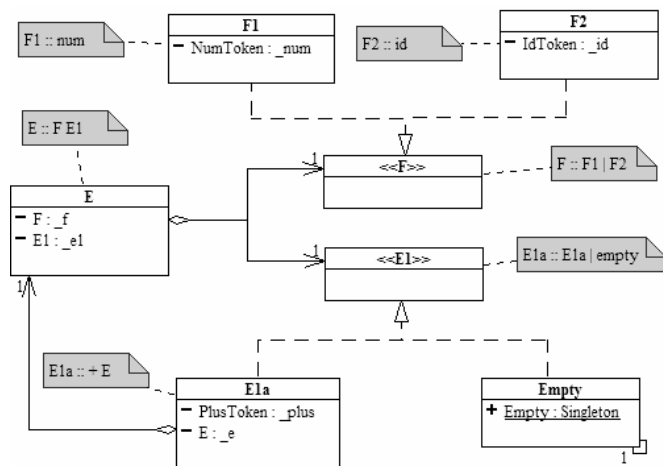 F1
F2
F1 :: num
NumToken : _num
F2 :: id
IdToken : _id
E :: F E1
1
<<F>>
F :: F1 | F2
E
F : _f
E1 : _e1
1
<<E1>>
E1a :: E1a | empty
1
E1a :: + E
E1a
Empty
PlusToken : _plus
+ Empty : Singleton
E : _e
1